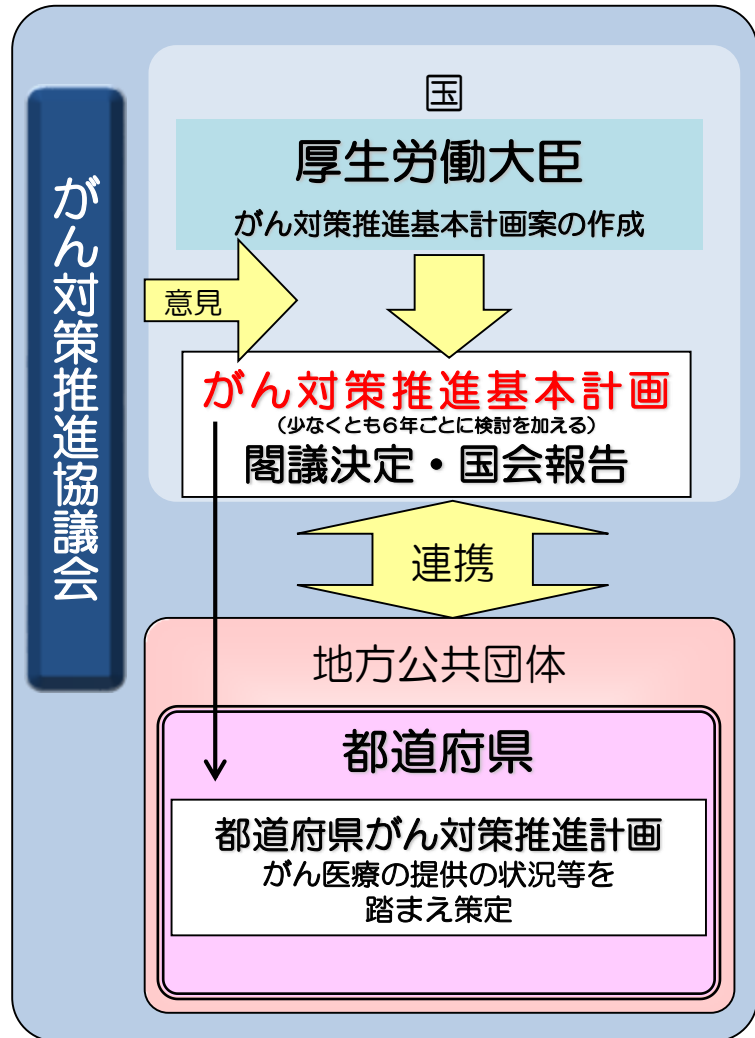 がん対策推進協議会
国
厚生労働大臣
がん対策推進基本計画案の作成
意見
がん対策推進基本計画
（少なくとも６年ごとに検討を加える）
閣議決定・国会報告
連携
地方公共団体
都道府県
都道府県がん対策推進計画
がん医療の提供の状況等を
踏まえ策定